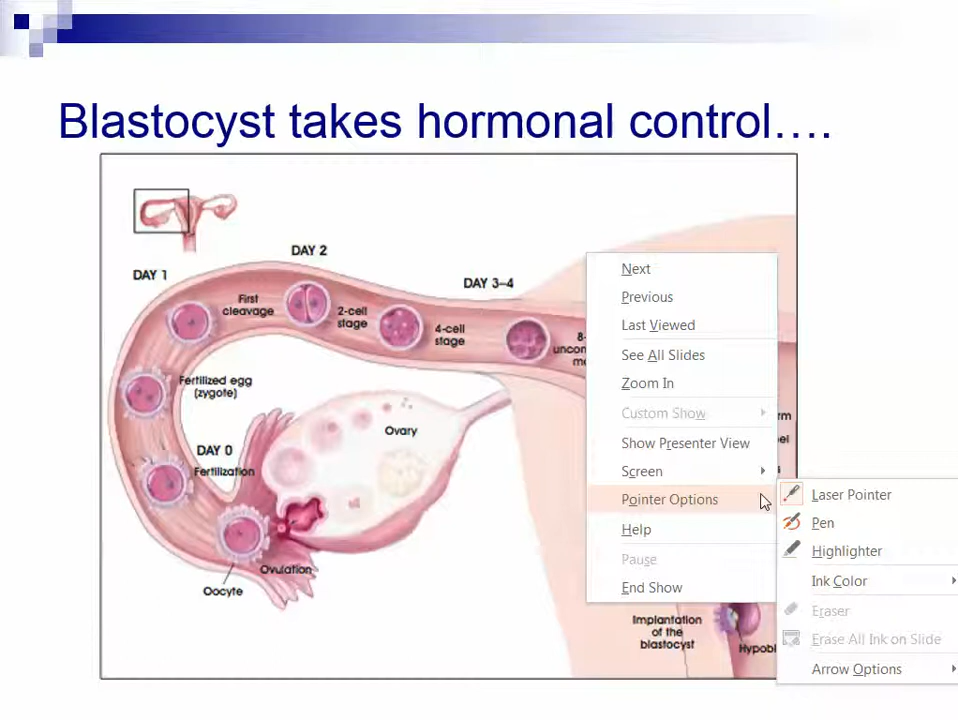 Blastocyst takes hormonal control….
DAY 1
DAY 2
DAY 3–4
First
cleavage
2-cell
stage
4-cell
stage
8-
Fertilized egg
(zygote)
DAY 0
Fertilization
Ovary
Ovulation
Oocyte
Implantation
of the
blastocyst
Next
Previous
Last Viewed
See All Slides
Zoom In
Custom Show
Show Presenter View
Screen
Pointer Options
Help
Pause
End Show
Laser Pointer
Pen
Highlighter
Ink Color
Eraser
Erase All Ink on Slide
Arrow Options